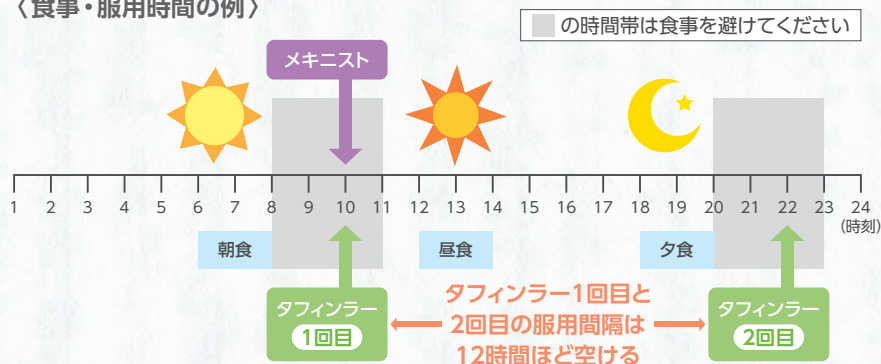 〈食事・服用時間の例〉
の時間帯は食事を避けてください
メキニスト
1 2 3 4 5 6 7 8 9 10 11 12 13 14 15 16 17 18 19 20 21 22 23 24
(時刻)
朝食 昼食 夕食
タフィンラー
1回目
タフィンラー1回目と
2回目の服用間隔は
12時間ほど空ける
タフィンラー
2回目